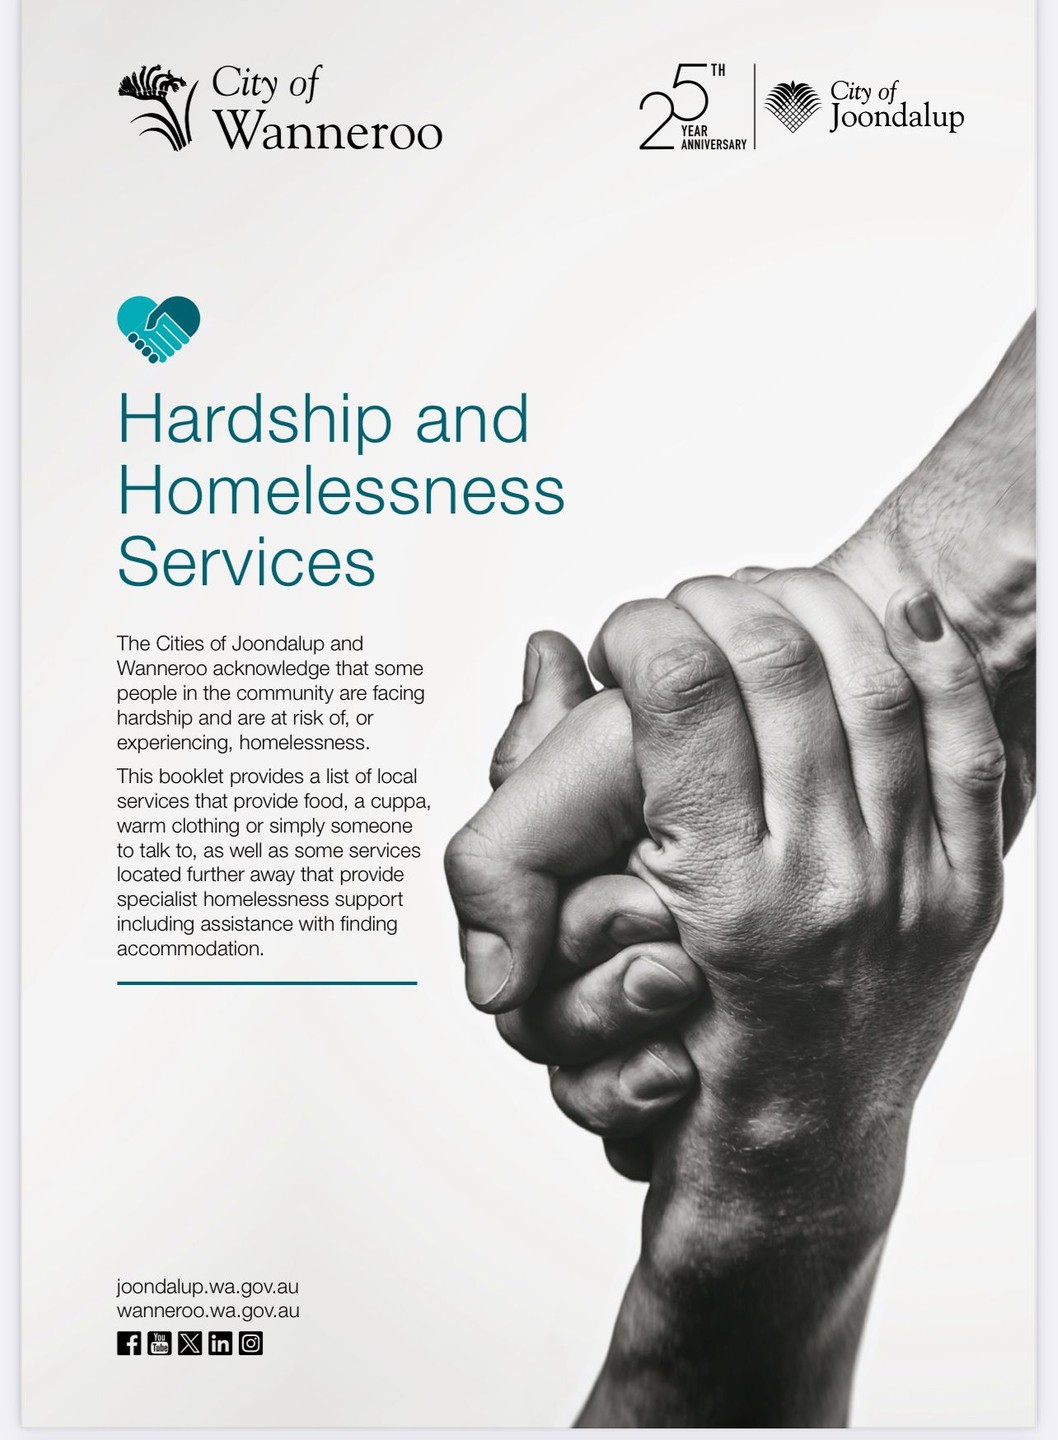 City of
Wanneroo
25TH
YEAR
ANNIVERSARY
City of
Joondalup
Hardship and
Homelessness
Services
The Cities of Joondalup and
Wanneroo acknowledge that some
people in the community are facing
hardship and are at risk of, or
experiencing, homelessness.
This booklet provides a list of local
services that provide food, a cuppa,
warm clothing or simply someone
to talk to, as well as some services
located further away that provide
specialist homelessness support
including assistance with finding
accommodation.
joondalup.wa.gov.au
wanneroo.wa.gov.au
f You Tube X in